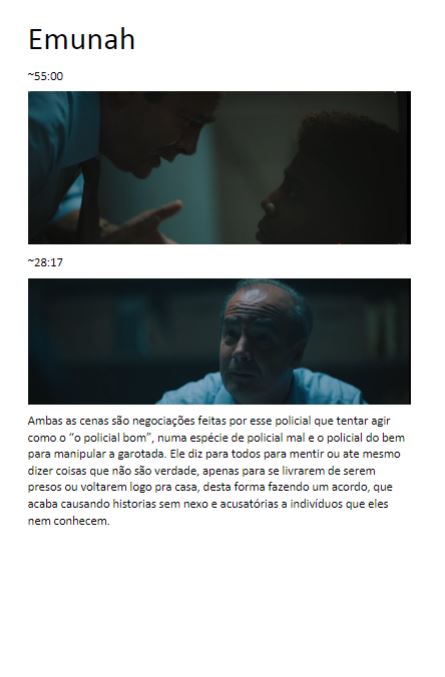 Emunah
~55:00
~28:17
Ambas as cenas são negociações feitas por esse policial que tentar agir
como o “o policial bom”, numa espécie de policial mal e o policial do bem
para manipular a garotada. Ele diz para todos para mentir ou ate mesmo
dizer coisas que não são verdade, apenas para se livrarem de serem
presos ou voltarem logo pra casa, desta forma fazendo um acordo, que
acaba causando historias sem nexo e acusatórias a indivíduos que eles
nem conhecem.